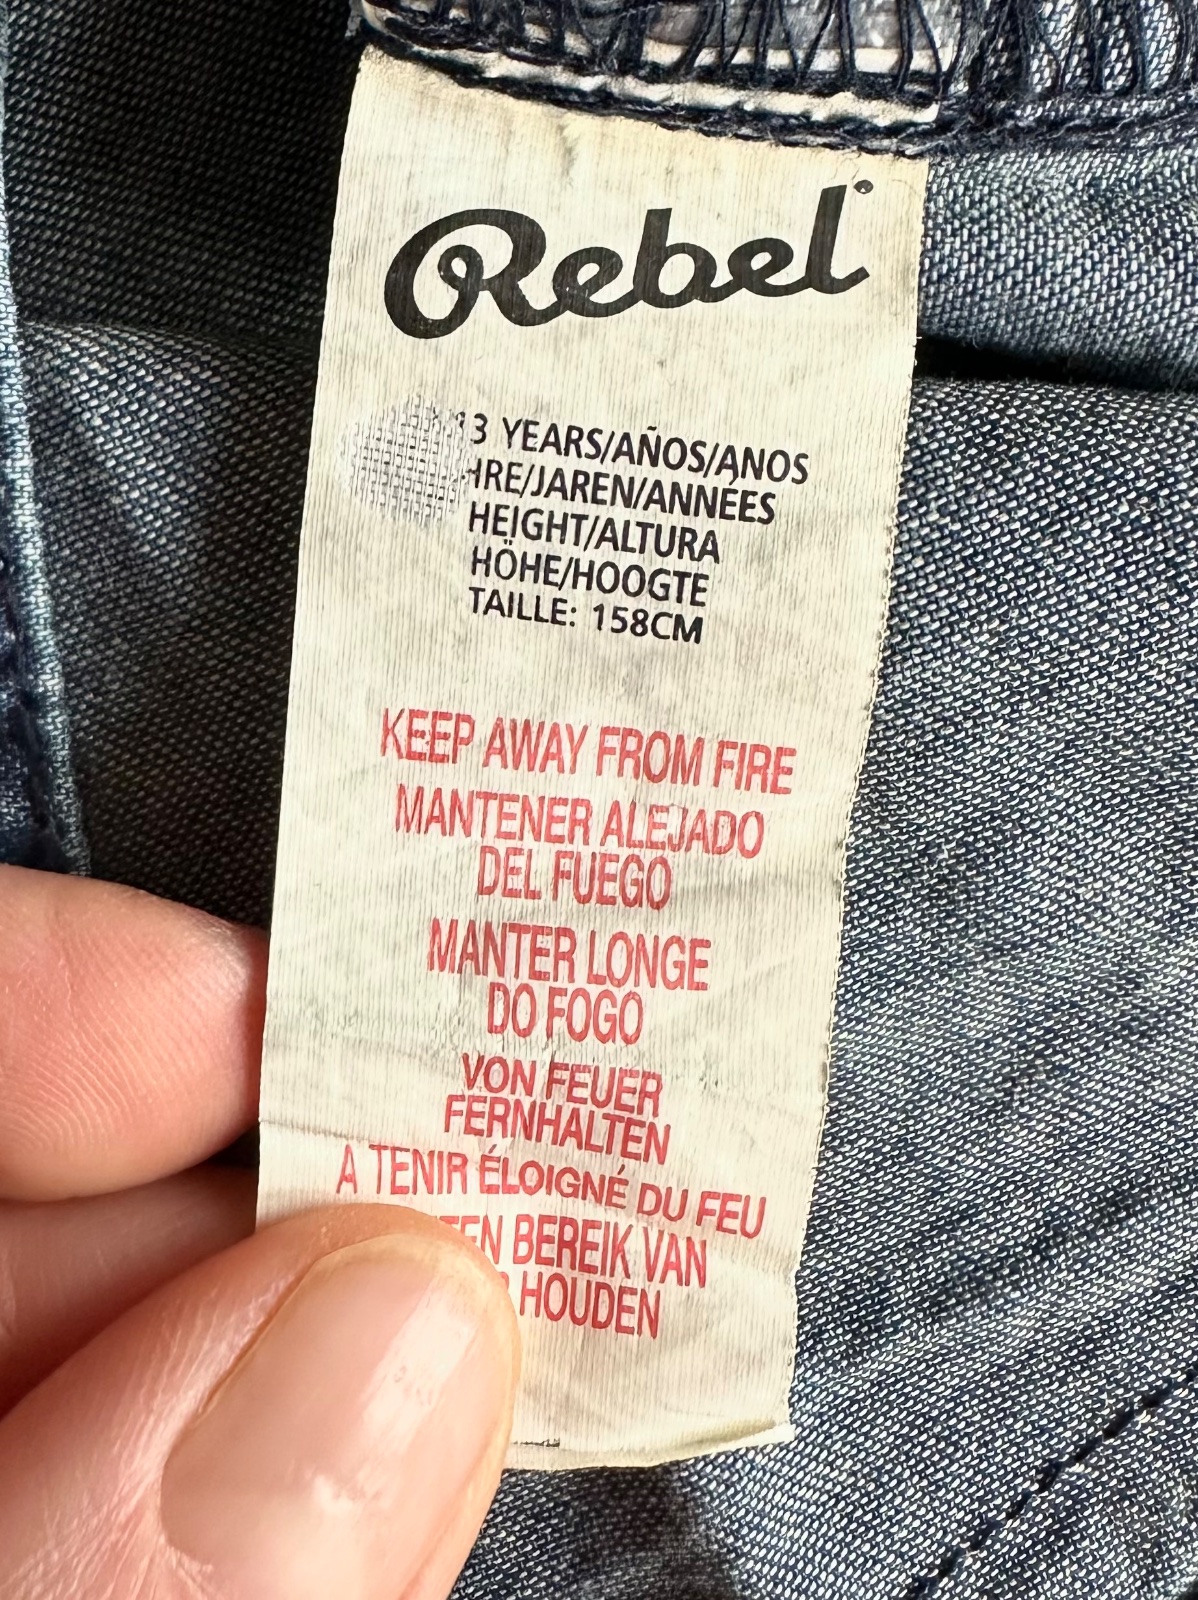 Rebel
13 YEARS/AÑOS/ANOS
HRE/JAREN/ANNÉES
HEIGHT/ALTURA
HÖHE/HOOGTE
TAILLE: 158CM
KEEP AWAY FROM FIRE
MANTENER ALEJADO
DEL FUEGO
MANTER LONGE
DO FOGO
VON FEUER
FERNHALTEN
A TENIR ÉLOIGNÉ DU FEU
BEREIK VAN
HOUDEN